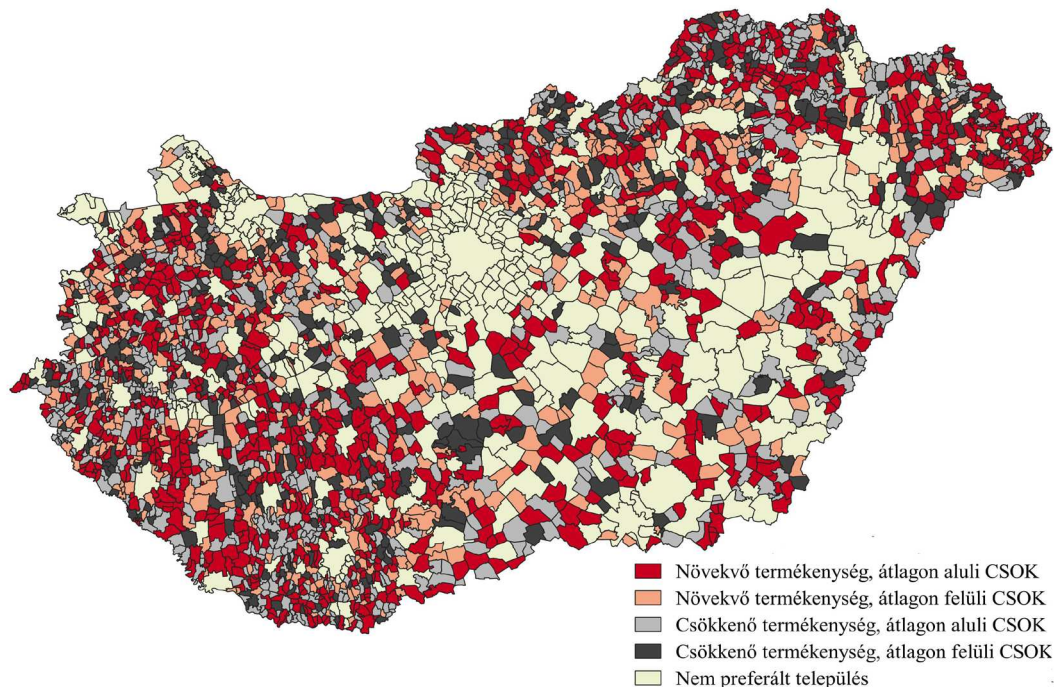 Növekvő termékenység, átlagon aluli CSOK
Növekvő termékenység, átlagon felüli CSOK
Csökkenő termékenység, átlagon aluli CSOK
Csökkenő termékenység, átlagon felüli CSOK
Nem preferált település